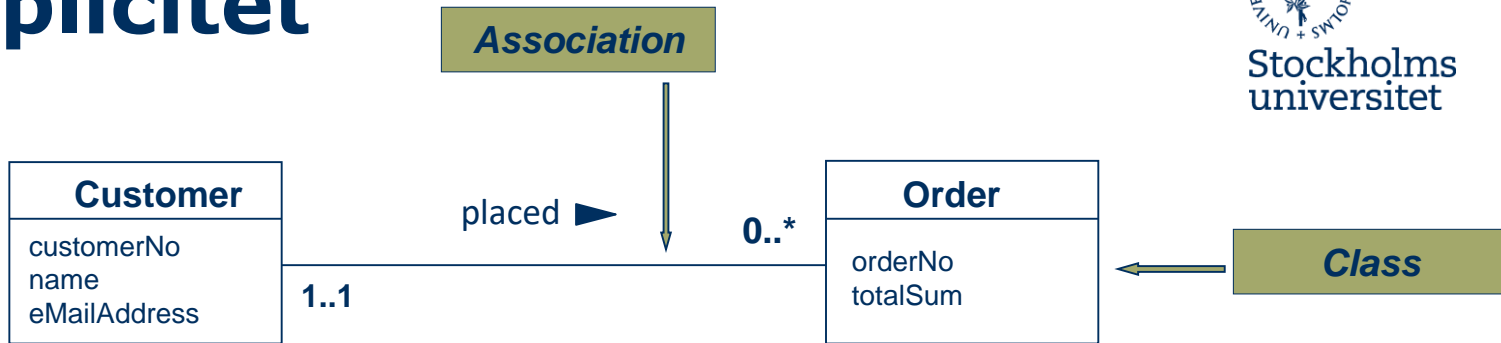 plicitet
Association
Stockholms
universitet
Customer
customerNo
name
eMailAddress
placed
1..1
0..*
Order
orderNo
totalSum
Class